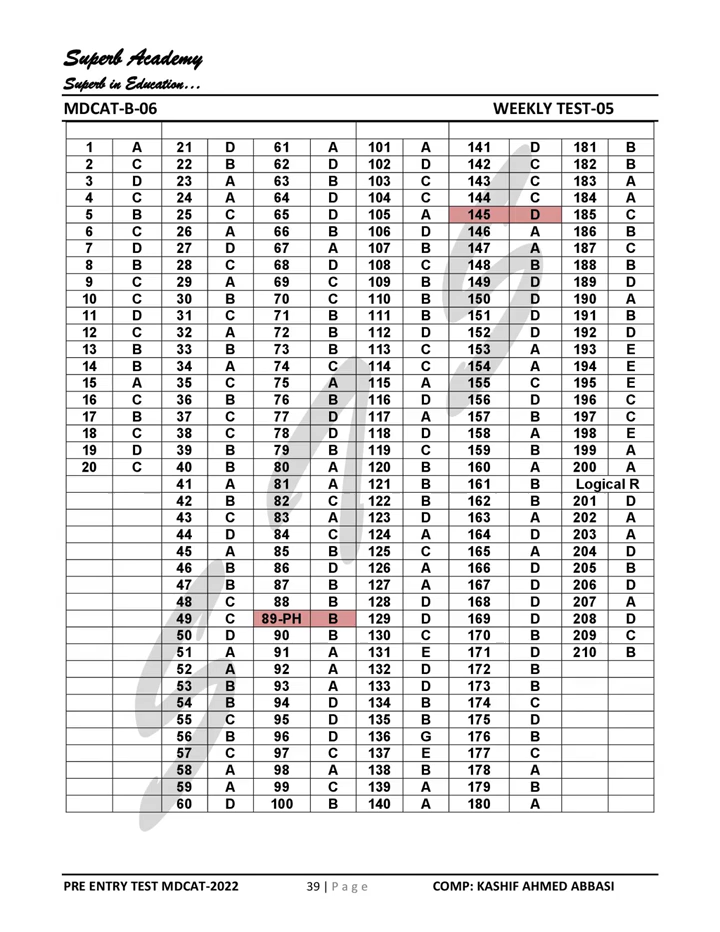 Superb Academy
Superb in Education...
MDCAT-B-06 WEEKLY TEST-05
1 A 21 D 61 A 101 A 141 D 181 B
2 C 22 B 62 D 102 D 142 C 182 B
3 D 23 A 63 B 103 C 143 C 183 A
4 C 24 A 64 D 104 C 144 C 184 A
5 B 25 C 65 D 105 A 145 D 185 C
6 C 26 A 66 B 106 D 146 A 186 B
7 D 27 D 67 A 107 B 147 A 187 C
8 B 28 C 68 D 108 C 148 B 188 B
9 C 29 A 69 C 109 B 149 D 189 D
10 C 30 B 70 C 110 B 150 D 190 A
11 D 31 C 71 B 111 B 151 D 191 B
12 C 32 A 72 B 112 D 152 D 192 D
13 B 33 B 73 B 113 C 153 A 193 E
14 B 34 A 74 C 114 C 154 A 194 E
15 A 35 C 75 A 115 A 155 C 195 E
16 C 36 B 76 B 116 D 156 D 196 C
17 B 37 C 77 D 117 A 157 B 197 C
18 C 38 C 78 D 118 D 158 A 198 E
19 D 39 B 79 B 119 C 159 B 199 A
20 C 40 B 80 A 120 B 160 A 200 A
41 A 81 A 121 B 161 B Logical R
42 B 82 C 122 B 162 B 201 D
43 C 83 A 123 D 163 A 202 A
44 D 84 C 124 A 164 D 203 A
45 A 85 B 125 C 165 A 204 D
46 B 86 D 126 A 166 D 205 B
47 B 87 B 127 A 167 D 206 D
48 C 88 B 128 D 168 D 207 A
49 C 89-PH B 129 D 169 D 208 D
50 D 90 B 130 C 170 B 209 C
51 A 91 A 131 E 171 D 210 B
52 A 92 A 132 D 172 B
53 B 93 A 133 D 173 B
54 B 94 D 134 B 174 C
55 C 95 D 135 B 175 D
56 B 96 D 136 G 176 B
57 C 97 C 137 E 177 C
58 A 98 A 138 B 178 A
59 A 99 C 139 A 179 B
60 D 100 B 140 A 180 A
SAS
PRE ENTRY TEST MDCAT-2022 39 | P a g e COMP: KASHIF AHMED ABBASI